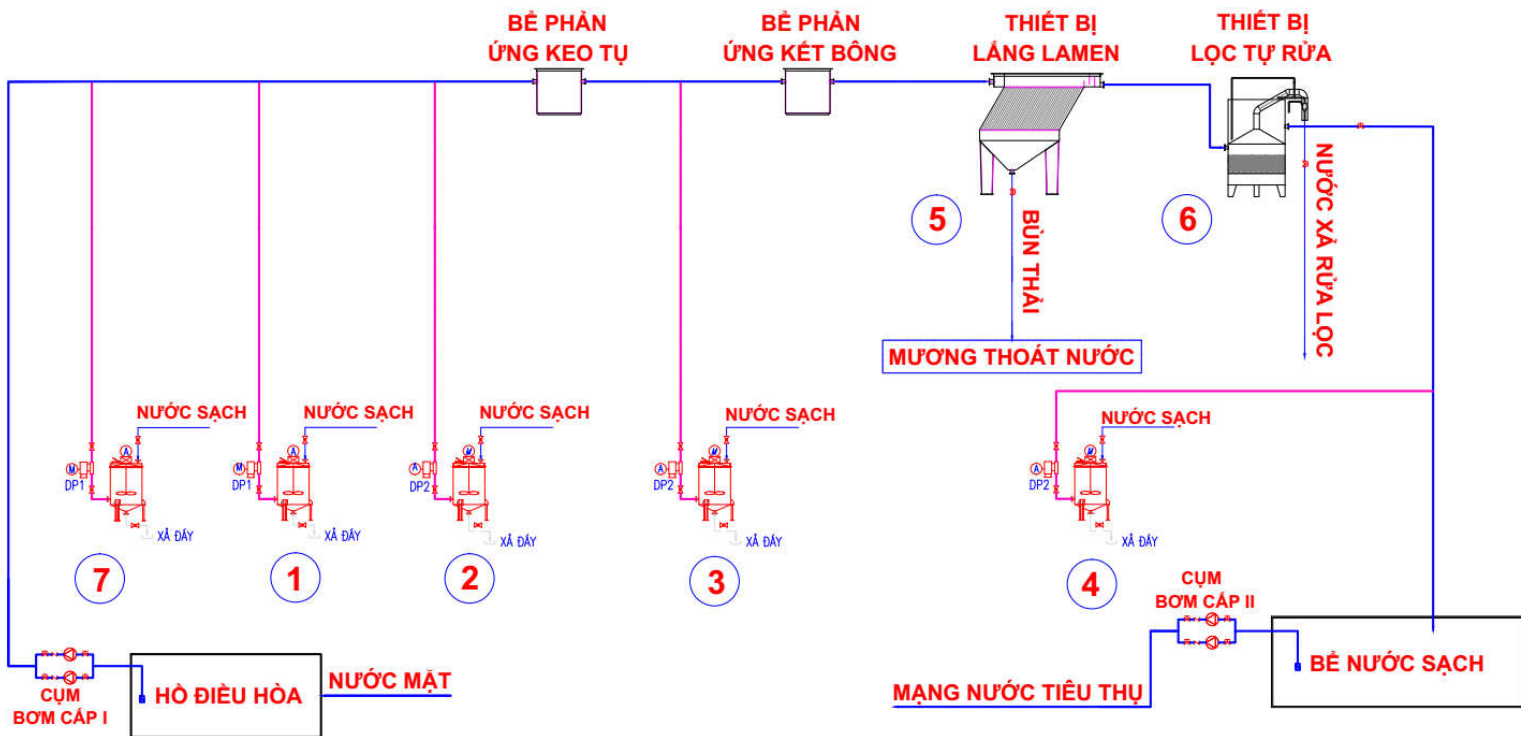 BỂ PHẢN
ỨNG KEO TỤ
BỂ PHẢN
ỨNG KẾT BÔNG
THIẾT BỊ
LẮNG LAMEN
THIẾT BỊ
LỌC TỰ RỬA
5
6
BÙN THẢI
NƯỚC XẢ RỬA LỌC
MƯƠNG THOÁT NƯỚC
NƯỚC SẠCH
A
M
DP1
XẢ ĐÁY
7
NƯỚC SẠCH
A
M
DP1
XẢ ĐÁY
1
NƯỚC SẠCH
M
A
DP2
XẢ ĐÁY
2
NƯỚC SẠCH
M
A
DP2
XẢ ĐÁY
3
NƯỚC SẠCH
M
A
DP2
XẢ ĐÁY
4
CỤM
BƠM CẤP I
HỒ ĐIỀU HÒA
NƯỚC MẶT
MẠNG NƯỚC TIÊU THỤ
CỤM
BƠM CẤP II
BỂ NƯỚC SẠCH